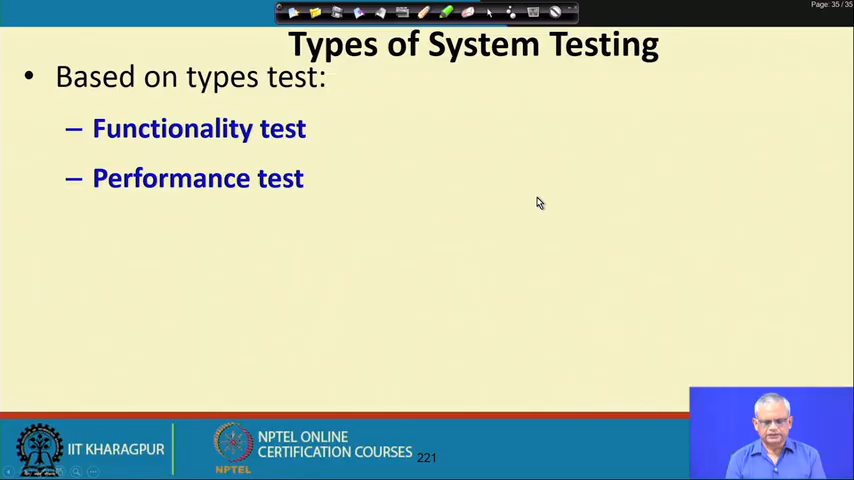 Page: 35 / 35
Types of System Testing
• Based on types test:
– Functionality test
– Performance test
IIT KHARAGPUR
NPTEL
NPTEL ONLINE
CERTIFICATION COURSES
221